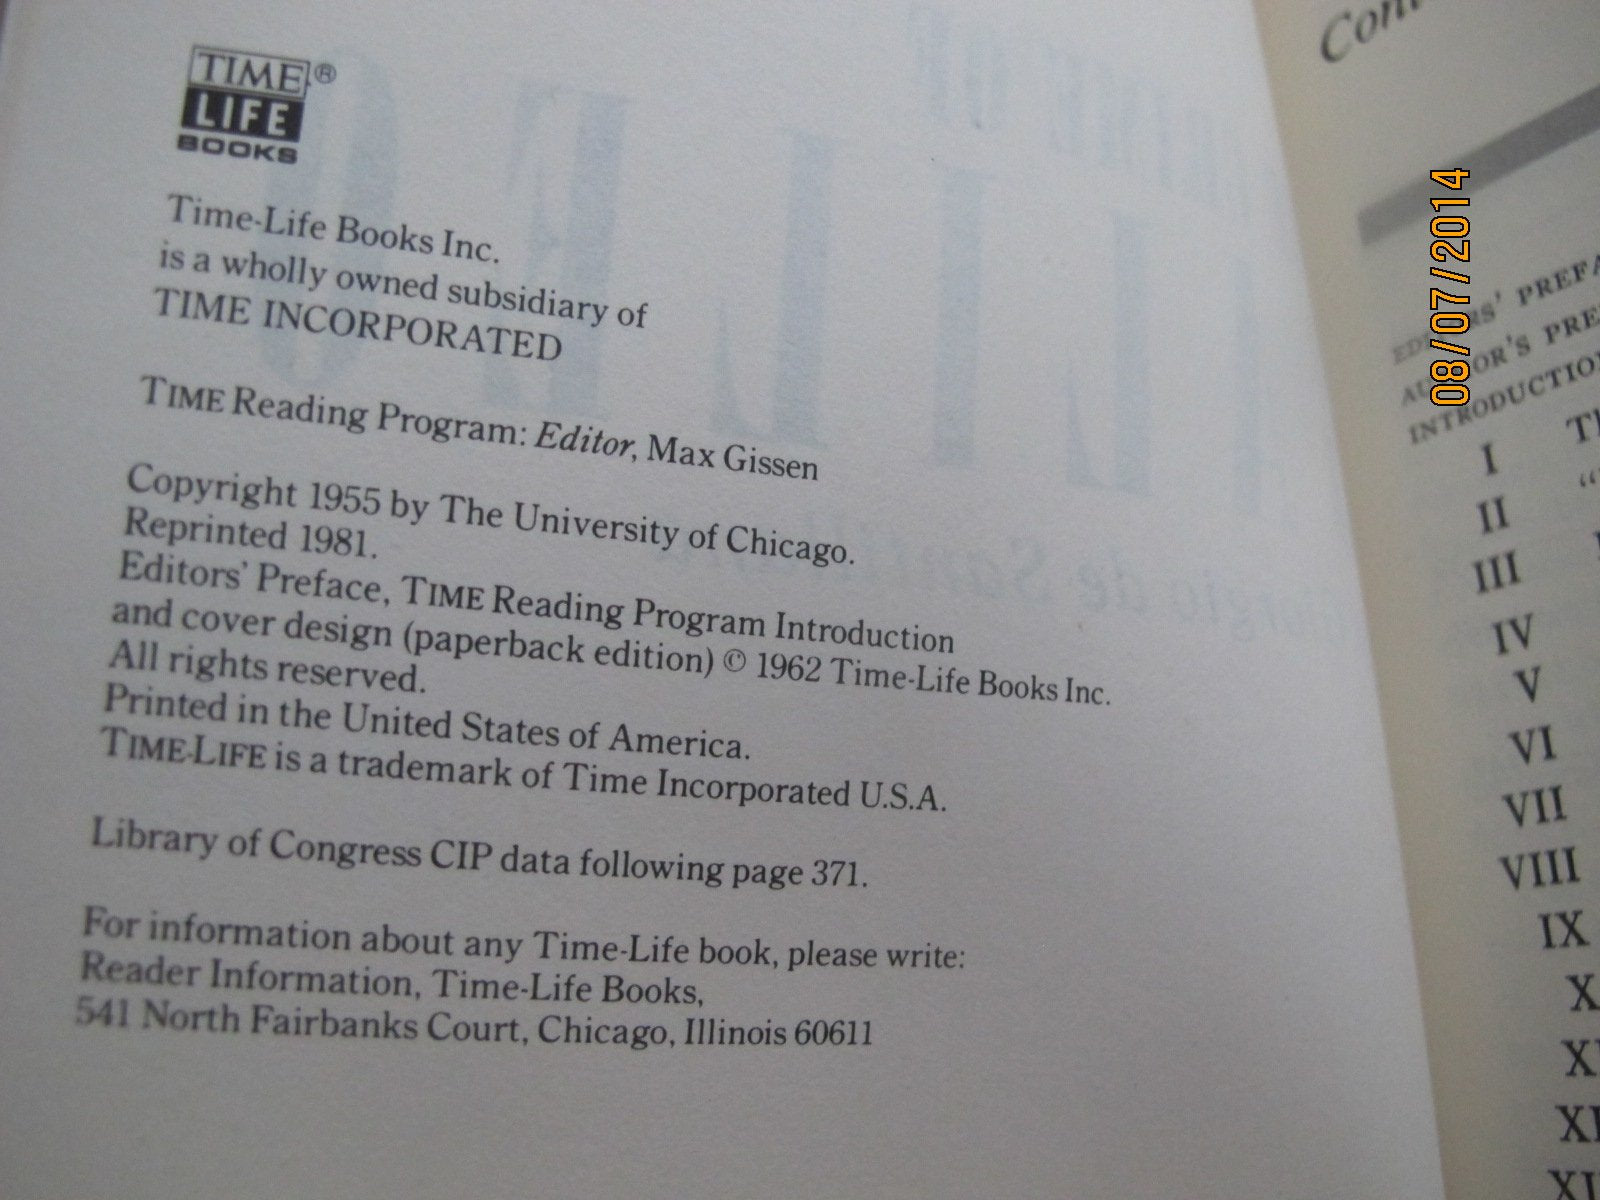 TIME®
LIFE
BOOKS
Time-Life Books Inc.
is a wholly owned subsidiary of
TIME INCORPORATED
TIME Reading Program: Editor, Max Gissen
Copyright 1955 by The University of Chicago.
Reprinted 1981.
Editors' Preface, TIME Reading Program Introduction
and cover design (paperback edition) © 1962 Time-Life Books Inc.
All rights reserved.
Printed in the United States of America.
TIME-LIFE is a trademark of Time Incorporated U.S.A.
Library of Congress CIP data following page 371.
For information about any Time-Life book, please write:
Reader Information, Time-Life Books,
541 North Fairbanks Court, Chicago, Illinois 60611
08/07/2014
INTRODUCTION
I
II
III
IV
V
VI
VII
VIII
IX